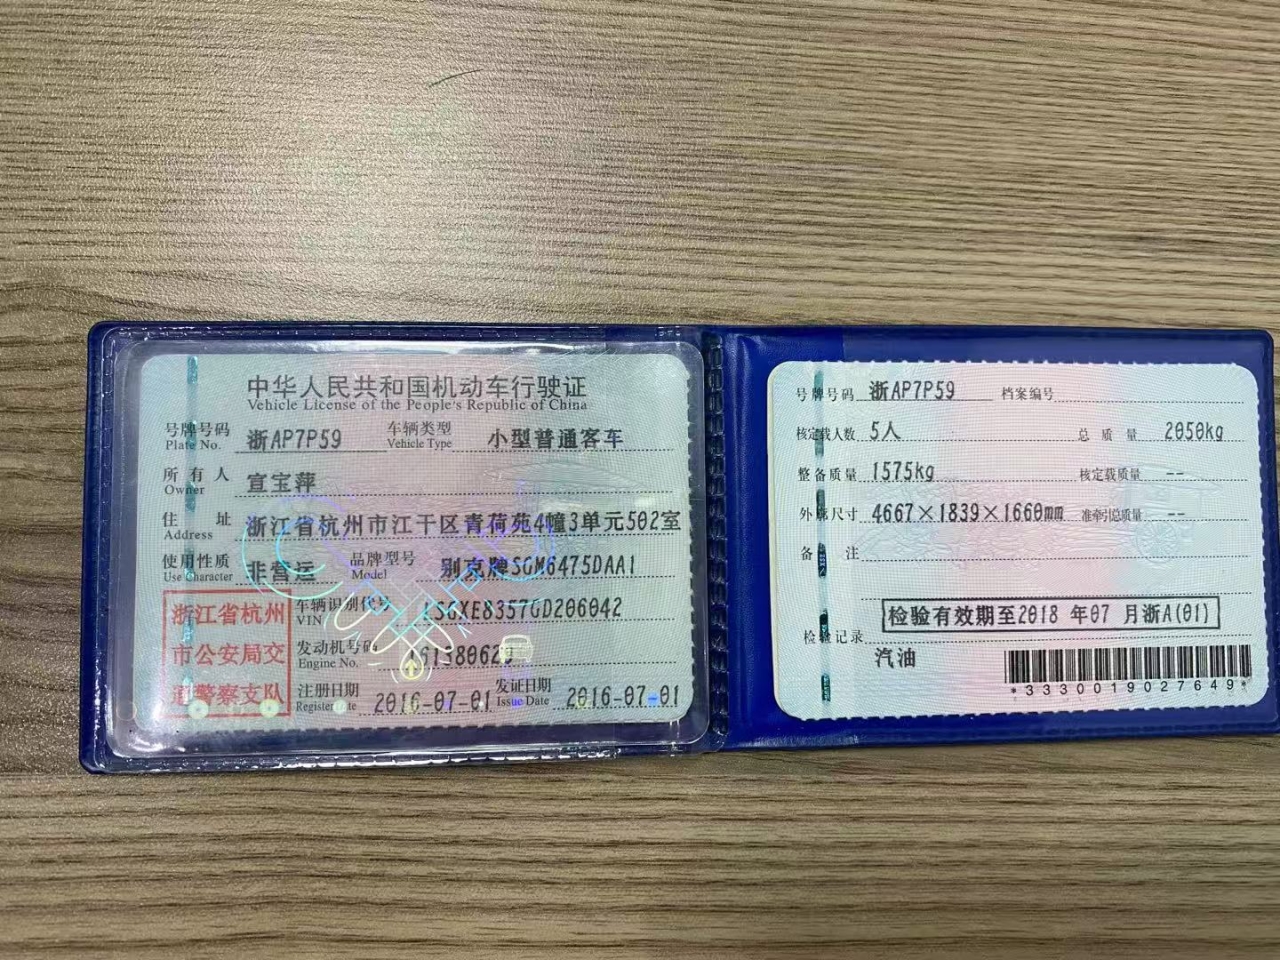 中华人民共和国机动车行驶证
Vehicle License of the People's Republic of China
号牌号码 浙AP7P59 车辆类型 小型普通客车
Plate No. Vehicle Type
所有人 宣宝萍
Owner
住址 浙江省杭州市江干区青荷苑4幢3单元502室
Address
使用性质 非营运 品牌型号 别克牌SGM6475DAA1
Use Character Model
浙江省杭州
市公安局交
通警察支队
车辆识别代号 LSGXE8357GD206042
VIN
发动机号码
Engine No.
注册日期 2016-07-01 发证日期 2016-07-01
Register Date Issue Date
号牌号码 浙AP7P59 档案编号
核定载人数 5人 总质量 2050kg
整备质量 1575kg 核定载质量 --
外廓尺寸 4667×1839×1660mm 准牵引总质量 --
备注
检验有效期至2018 年07 月浙A(01)
检验记录
汽油
*3330019027649*